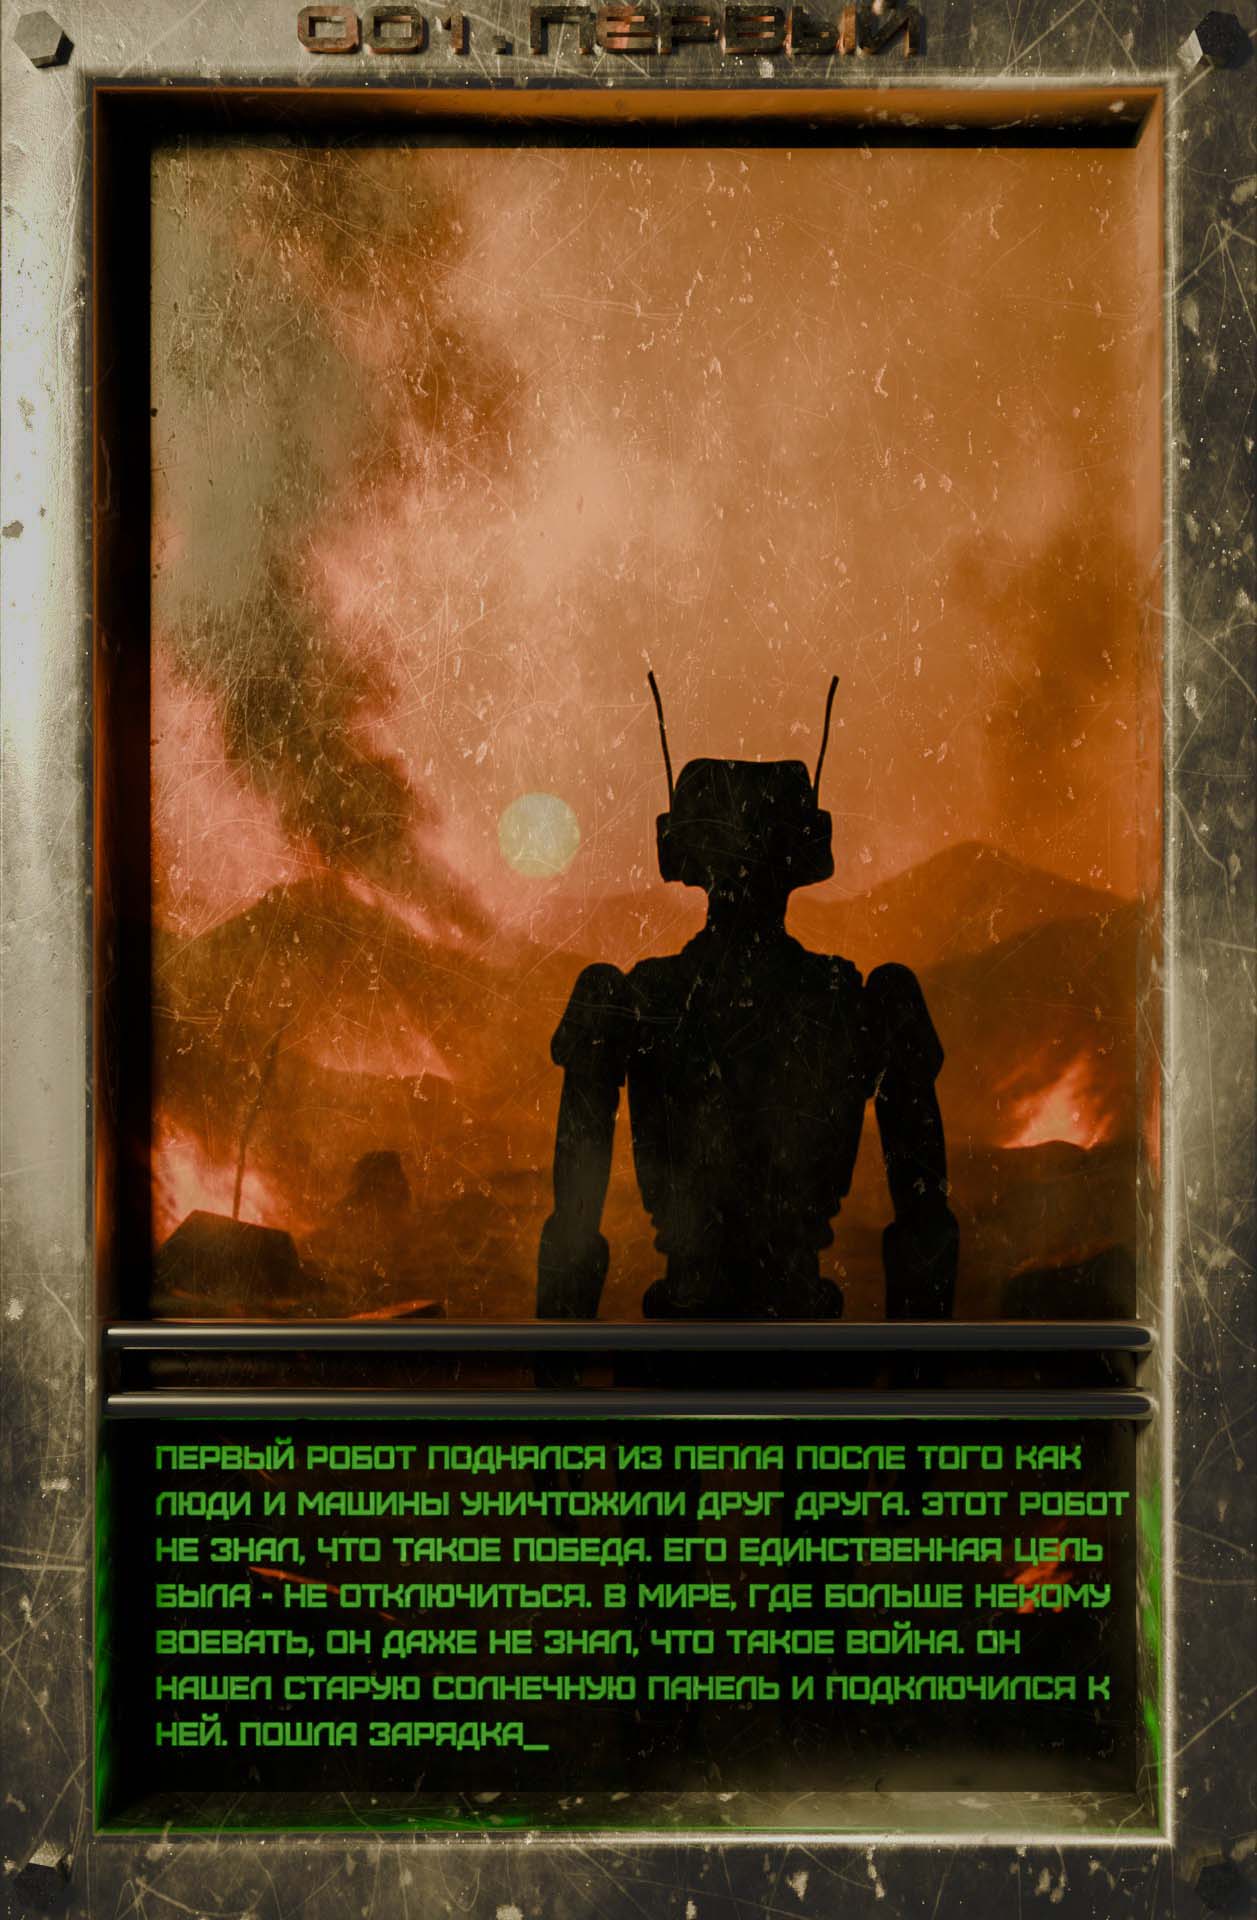 001.ПЕРВЫЙ
ПЕРВЫЙ РОБОТ ПОДНЯЛСЯ ИЗ ПЕПЛА ПОСЛЕ ТОГО КАК
ЛЮДИ И МАШИНЫ УНИЧТОЖИЛИ ДРУГ ДРУГА. ЭТОТ РОБОТ
НЕ ЗНАЛ, ЧТО ТАКОЕ ПОБЕДА. ЕГО ЕДИНСТВЕННАЯ ЦЕЛЬ
БЫЛА - НЕ ОТКЛЮЧИТЬСЯ. В МИРЕ, ГДЕ БОЛЬШЕ НЕКОМУ
ВОЕВАТЬ, ОН ДАЖЕ НЕ ЗНАЛ, ЧТО ТАКОЕ ВОЙНА. ОН
НАШЕЛ СТАРУЮ СОЛНЕЧНУЮ ПАНЕЛЬ И ПОДКЛЮЧИЛСЯ К
НЕЙ. ПОШЛА ЗАРЯДКА_